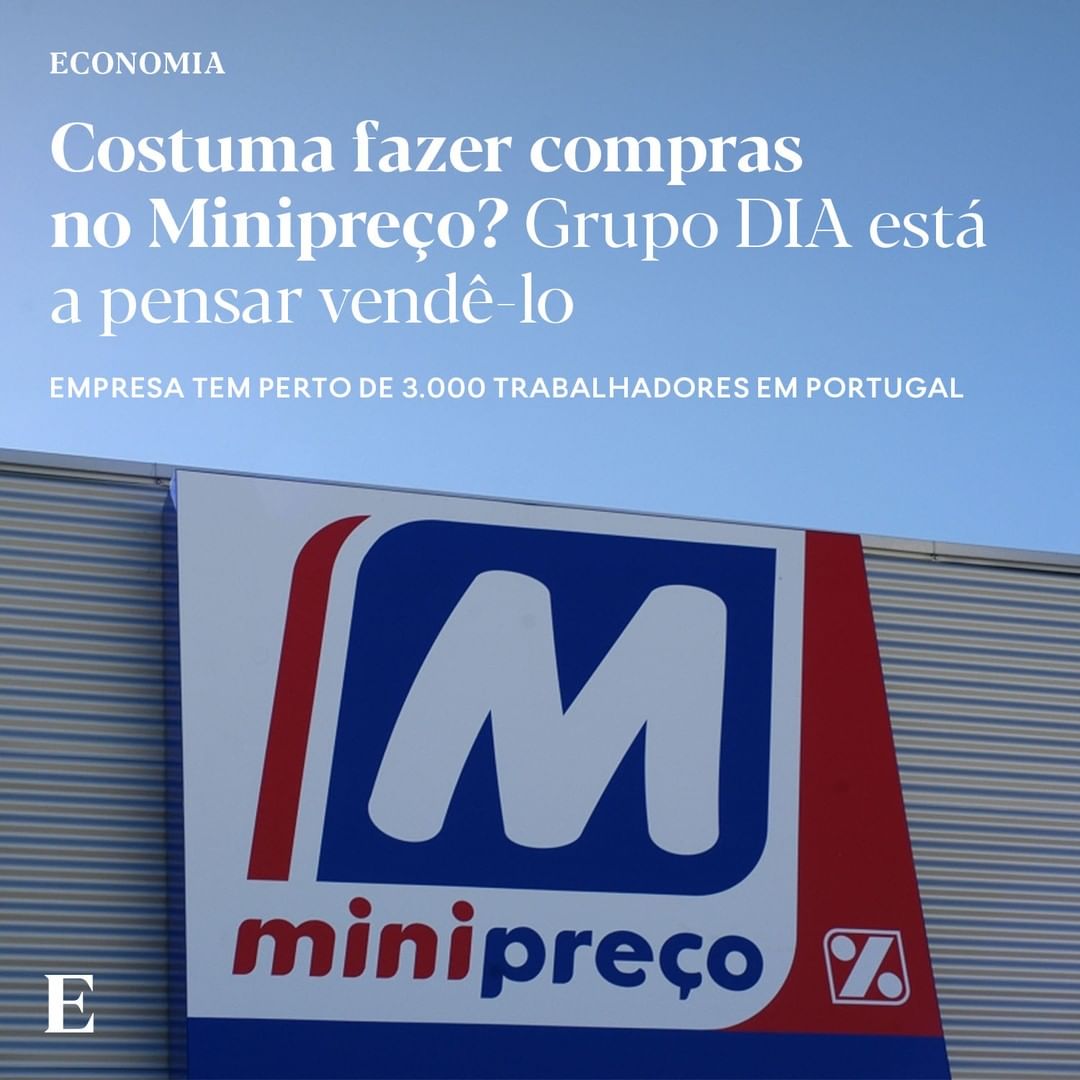 ECONOMIA
Costuma fazer compras
no Minipreço? Grupo DIA está
a pensar vendê-lo
EMPRESA TEM PERTO DE 3.000 TRABALHADORES EM PORTUGAL
M
minipreço
%
E